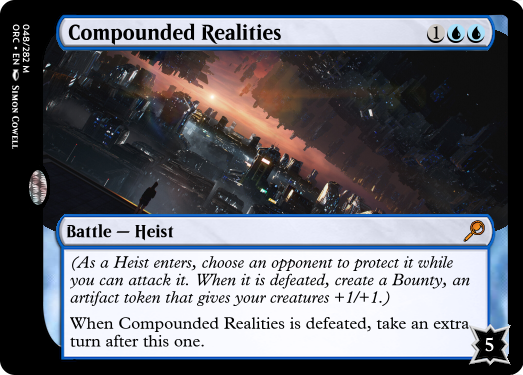 Compounded Realities 1
Battle — Heist
(As a Heist enters, choose an opponent to protect it while
you can attack it. When it is defeated, create a Bounty, an
artifact token that gives your creatures +1/+1.)
When Compounded Realities is defeated, take an extra
turn after this one.
5
048/282 M
ORC • EN SIMON COWELL